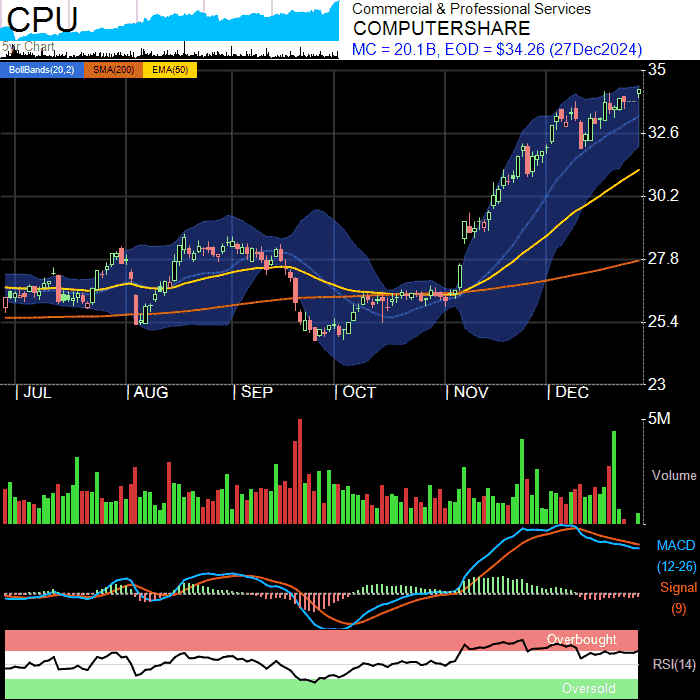 CPU
Commercial & Professional Services
COMPUTERSHARE
MC = 20.1B, EOD = $34.26 (27Dec2024)
5yr Chart
BollBands(20,2) SMA(200) EMA(50)
35
32.6
30.2
27.8
25.4
23
JUL AUG SEP OCT NOV DEC
5M
Volume
MACD
(12-26)
Signal
(9)
Overbought
RSI(14)
Oversold